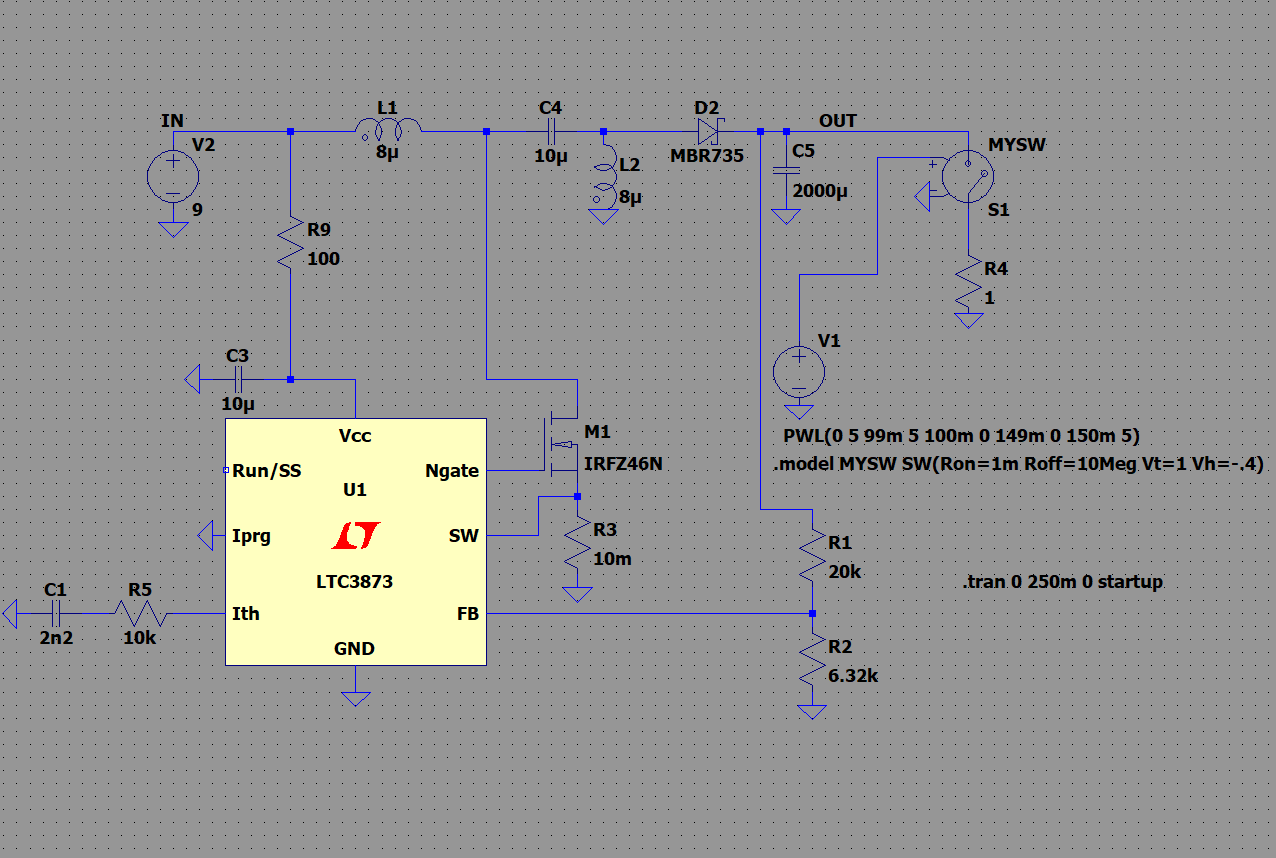 IN
V2
9
L1
8µ
C4
10µ
L2
8µ
D2
MBR735
OUT
C5
2000µ
MYSW
S1
R9
100
R4
1
V1
C3
10µ
PWL(0 5 99m 5 100m 0 149m 0 150m 5)
.model MYSW SW(Ron=1m Roff=10Meg Vt=1 Vh=-.4)
M1
IRFZ46N
Vcc
Run/SS
Ngate
U1
Iprg
SW
LTC3873
Ith
FB
GND
R3
10m
R1
20k
.tran 0 250m 0 startup
C1
2n2
R5
10k
R2
6.32k